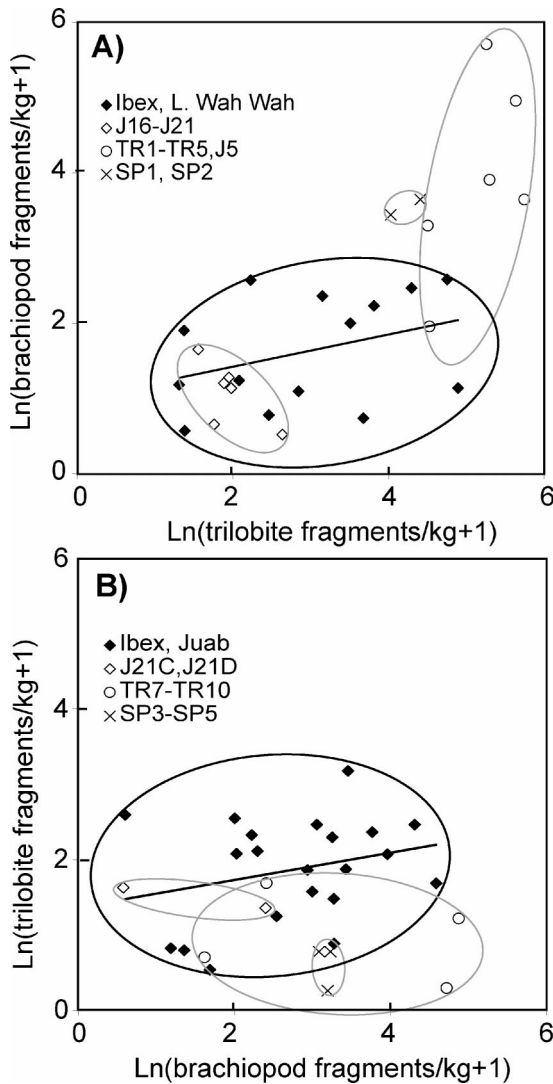 6
A)
◆Ibex, L. Wah Wah
◇J16-J21
○TR1-TR5,J5
×SP1, SP2
4
2
0
0 2 4 6
Ln(brachiopod fragments/kg+1)
Ln(trilobite fragments/kg+1)
6
B)
◆Ibex, Juab
◇J21C,J21D
○TR7-TR10
×SP3-SP5
4
2
0
0 2 4 6
Ln(trilobite fragments/kg+1)
Ln(brachiopod fragments/kg+1)